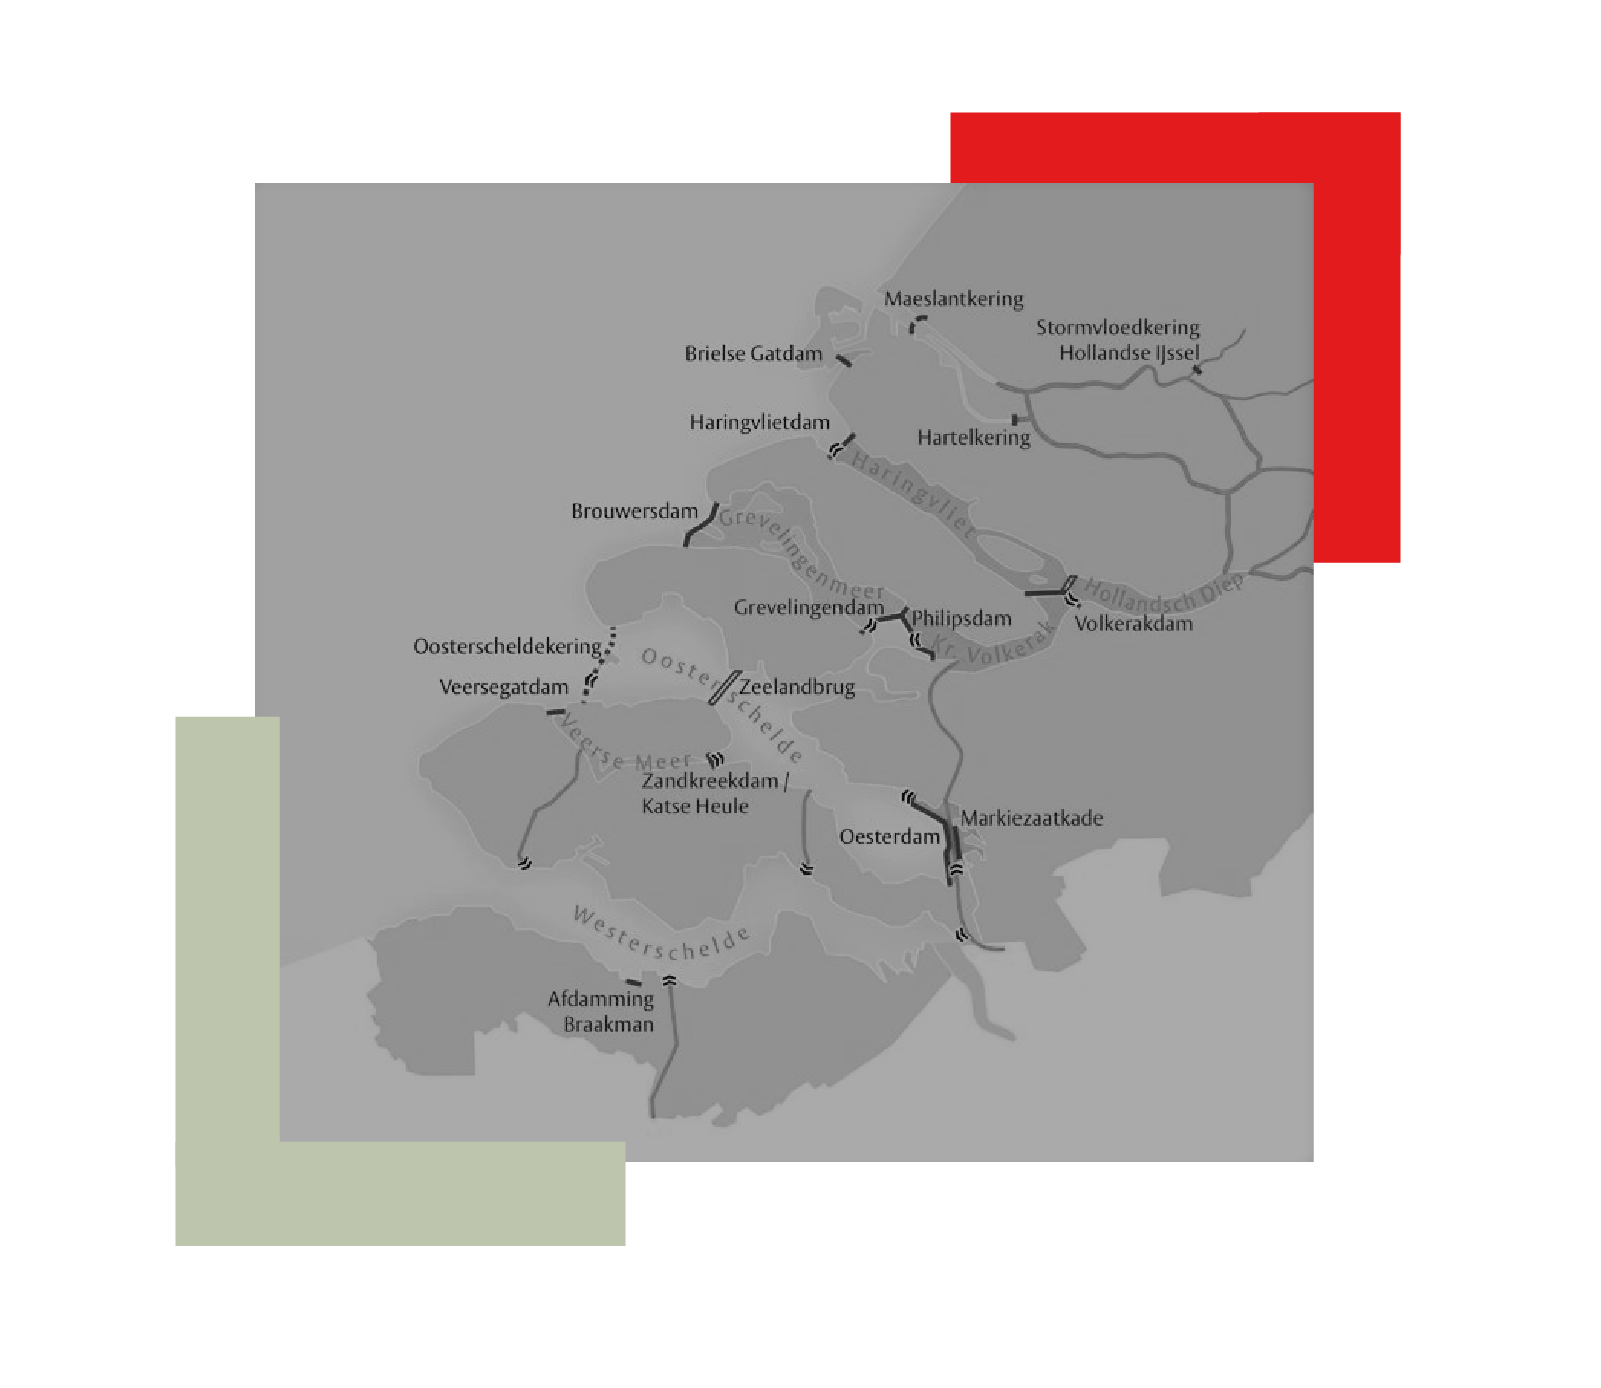 Maeslantkering
Stormvloedkering
Hollandse IJssel
Brielse Gatdam
Haringvlietdam
Hartelkering
Haringvliet
Brouwersdam
Grevelingenmeer
Hollandsch Diep
Grevelingendam
Philipsdam
Volkerakdam
Kr. Volkerak
Oosterscheldekering
Oosterschelde
Veersegatdam
Zeelandbrug
Veerse Meer
Zandkreekdam /
Katse Heule
Markiezaatkade
Oesterdam
Westerschelde
Afdamming
Braakman